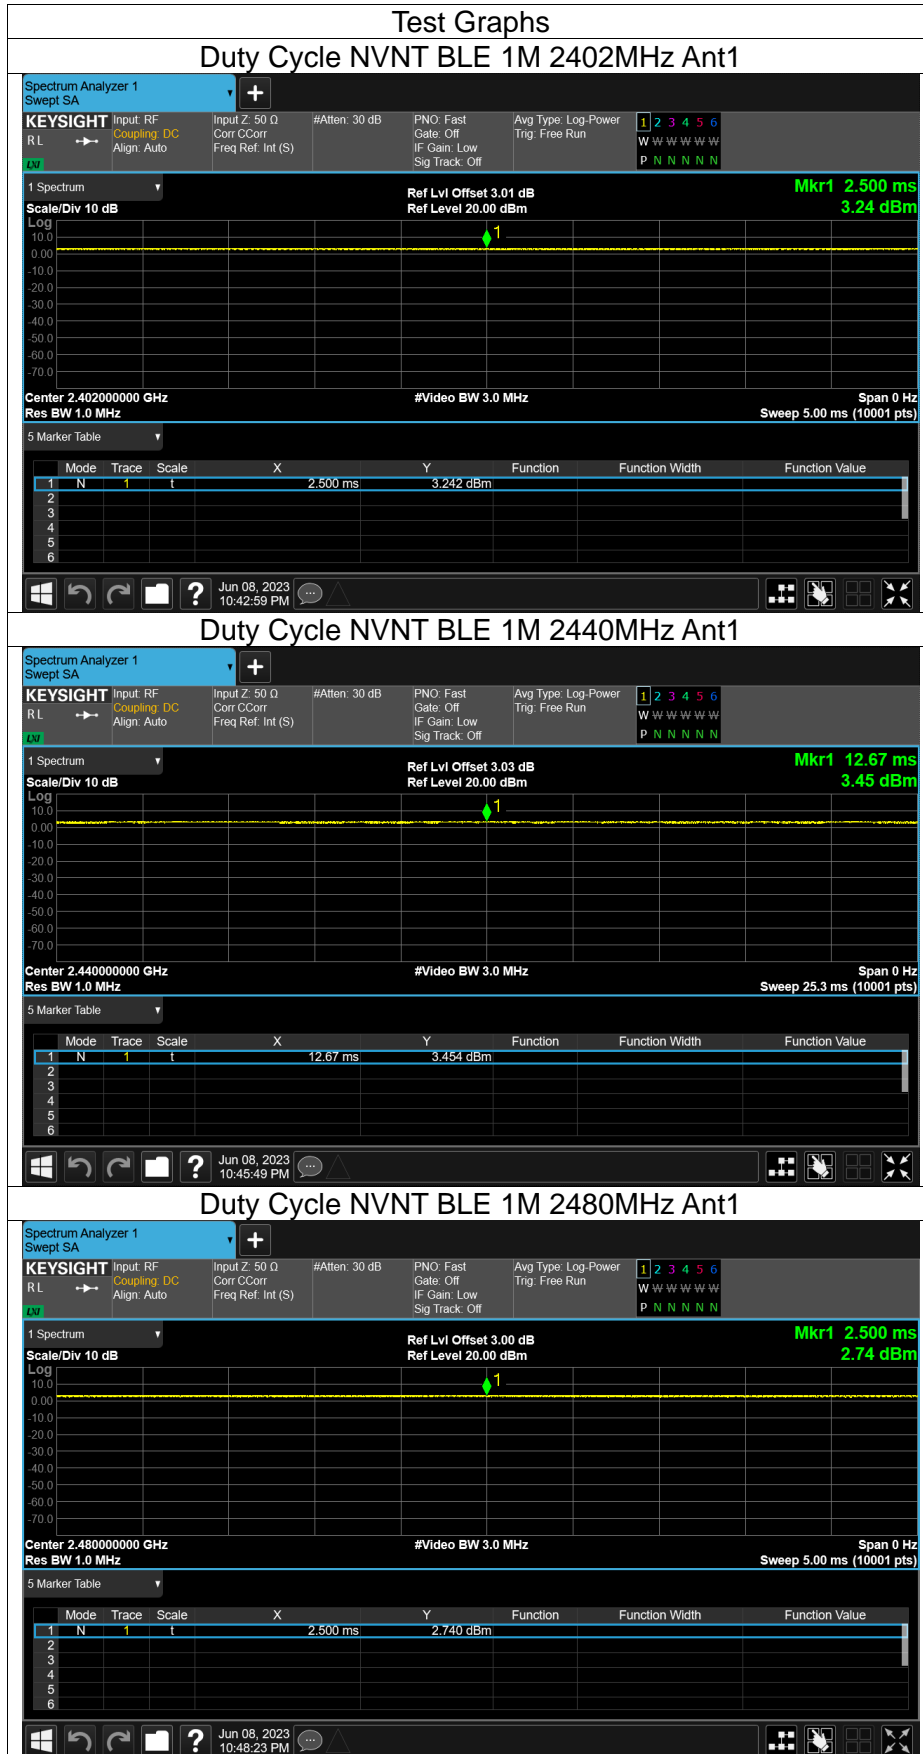 Test Graphs
Duty Cycle NVNT BLE 1M 2402MHz Ant1
Spectrum Analyzer 1
Swept SA
KEYSIGHT Input: RF Input Z: 50 Ω #Atten: 30 dB PNO: Fast Avg Type: Log-Power 1 2 3 4 5 6
R L Coupling: DC Corr CCorr Gate: Off Trig: Free Run W W W W W W
Align: Auto Freq Ref: Int (S) IF Gain: Low
LXI Sig Track: Off P N N N N N
1 Spectrum Ref Lvl Offset 3.01 dB Mkr1 2.500 ms
Scale/Div 10 dB Ref Level 20.00 dBm 3.24 dBm
Log
10.0 1
0.00
-10.0
-20.0
-30.0
-40.0
-50.0
-60.0
-70.0
Center 2.402000000 GHz #Video BW 3.0 MHz Span 0 Hz
Res BW 1.0 MHz Sweep 5.00 ms (10001 pts)
5 Marker Table
Mode Trace Scale X Y Function Function Width Function Value
1 N 1 t 2.500 ms 3.242 dBm
2
3
4
5
6
? Jun 08, 2023
10:42:59 PM
Duty Cycle NVNT BLE 1M 2440MHz Ant1
Spectrum Analyzer 1
Swept SA
KEYSIGHT Input: RF Input Z: 50 Ω #Atten: 30 dB PNO: Fast Avg Type: Log-Power 1 2 3 4 5 6
R L Coupling: DC Corr CCorr Gate: Off Trig: Free Run W W W W W W
Align: Auto Freq Ref: Int (S) IF Gain: Low
LXI Sig Track: Off P N N N N N
1 Spectrum Ref Lvl Offset 3.03 dB Mkr1 12.67 ms
Scale/Div 10 dB Ref Level 20.00 dBm 3.45 dBm
Log
10.0 1
0.00
-10.0
-20.0
-30.0
-40.0
-50.0
-60.0
-70.0
Center 2.440000000 GHz #Video BW 3.0 MHz Span 0 Hz
Res BW 1.0 MHz Sweep 25.3 ms (10001 pts)
5 Marker Table
Mode Trace Scale X Y Function Function Width Function Value
1 N 1 t 12.67 ms 3.454 dBm
2
3
4
5
6
? Jun 08, 2023
10:45:49 PM
Duty Cycle NVNT BLE 1M 2480MHz Ant1
Spectrum Analyzer 1
Swept SA
KEYSIGHT Input: RF Input Z: 50 Ω #Atten: 30 dB PNO: Fast Avg Type: Log-Power 1 2 3 4 5 6
R L Coupling: DC Corr CCorr Gate: Off Trig: Free Run W W W W W W
Align: Auto Freq Ref: Int (S) IF Gain: Low
LXI Sig Track: Off P N N N N N
1 Spectrum Ref Lvl Offset 3.00 dB Mkr1 2.500 ms
Scale/Div 10 dB Ref Level 20.00 dBm 2.74 dBm
Log
10.0 1
0.00
-10.0
-20.0
-30.0
-40.0
-50.0
-60.0
-70.0
Center 2.480000000 GHz #Video BW 3.0 MHz Span 0 Hz
Res BW 1.0 MHz Sweep 5.00 ms (10001 pts)
5 Marker Table
Mode Trace Scale X Y Function Function Width Function Value
1 N 1 t 2.500 ms 2.740 dBm
2
3
4
5
6
? Jun 08, 2023
10:48:23 PM